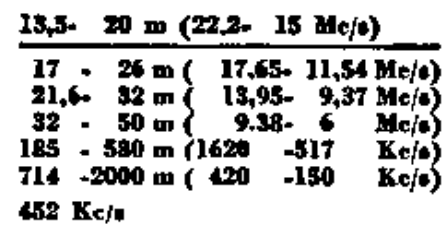 13,5- 20 m (22,2- 15 Mc/s)
17 - 26 m ( 17,65- 11,54 Mc/s)
21,6- 32 m ( 13,95- 9,37 Mc/s)
32 - 50 m ( 9.38- 6 Mc/s)
185 - 580 m (1620 -517 Kc/s)
714 -2000 m ( 420 -150 Kc/s)
452 Kc/s